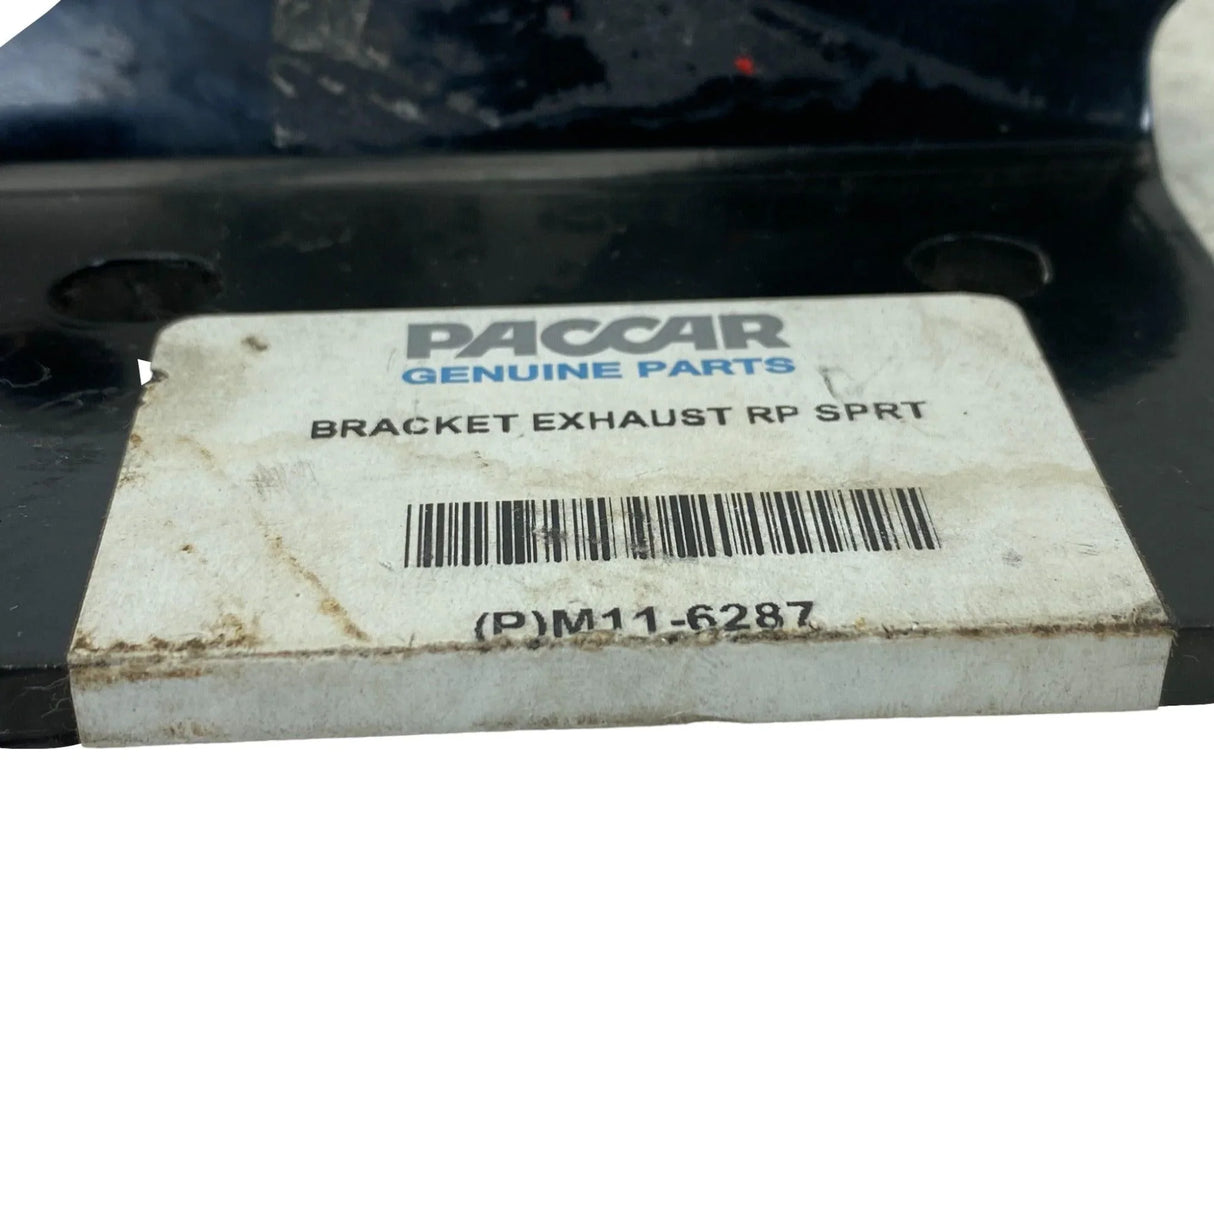 PACCAR
GENUINE PARTS
BRACKET EXHAUST RP SPRT
(P)M11-6287